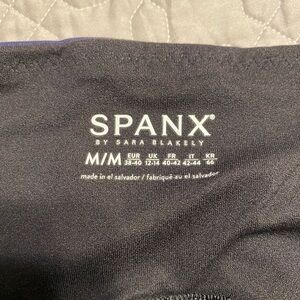 SPANX®
BY SARA BLAKELY
M/M EUR UK FR IT KR
38-40 12-14 40-42 42-44 66
made in el salvador / fabriqué au el salvador